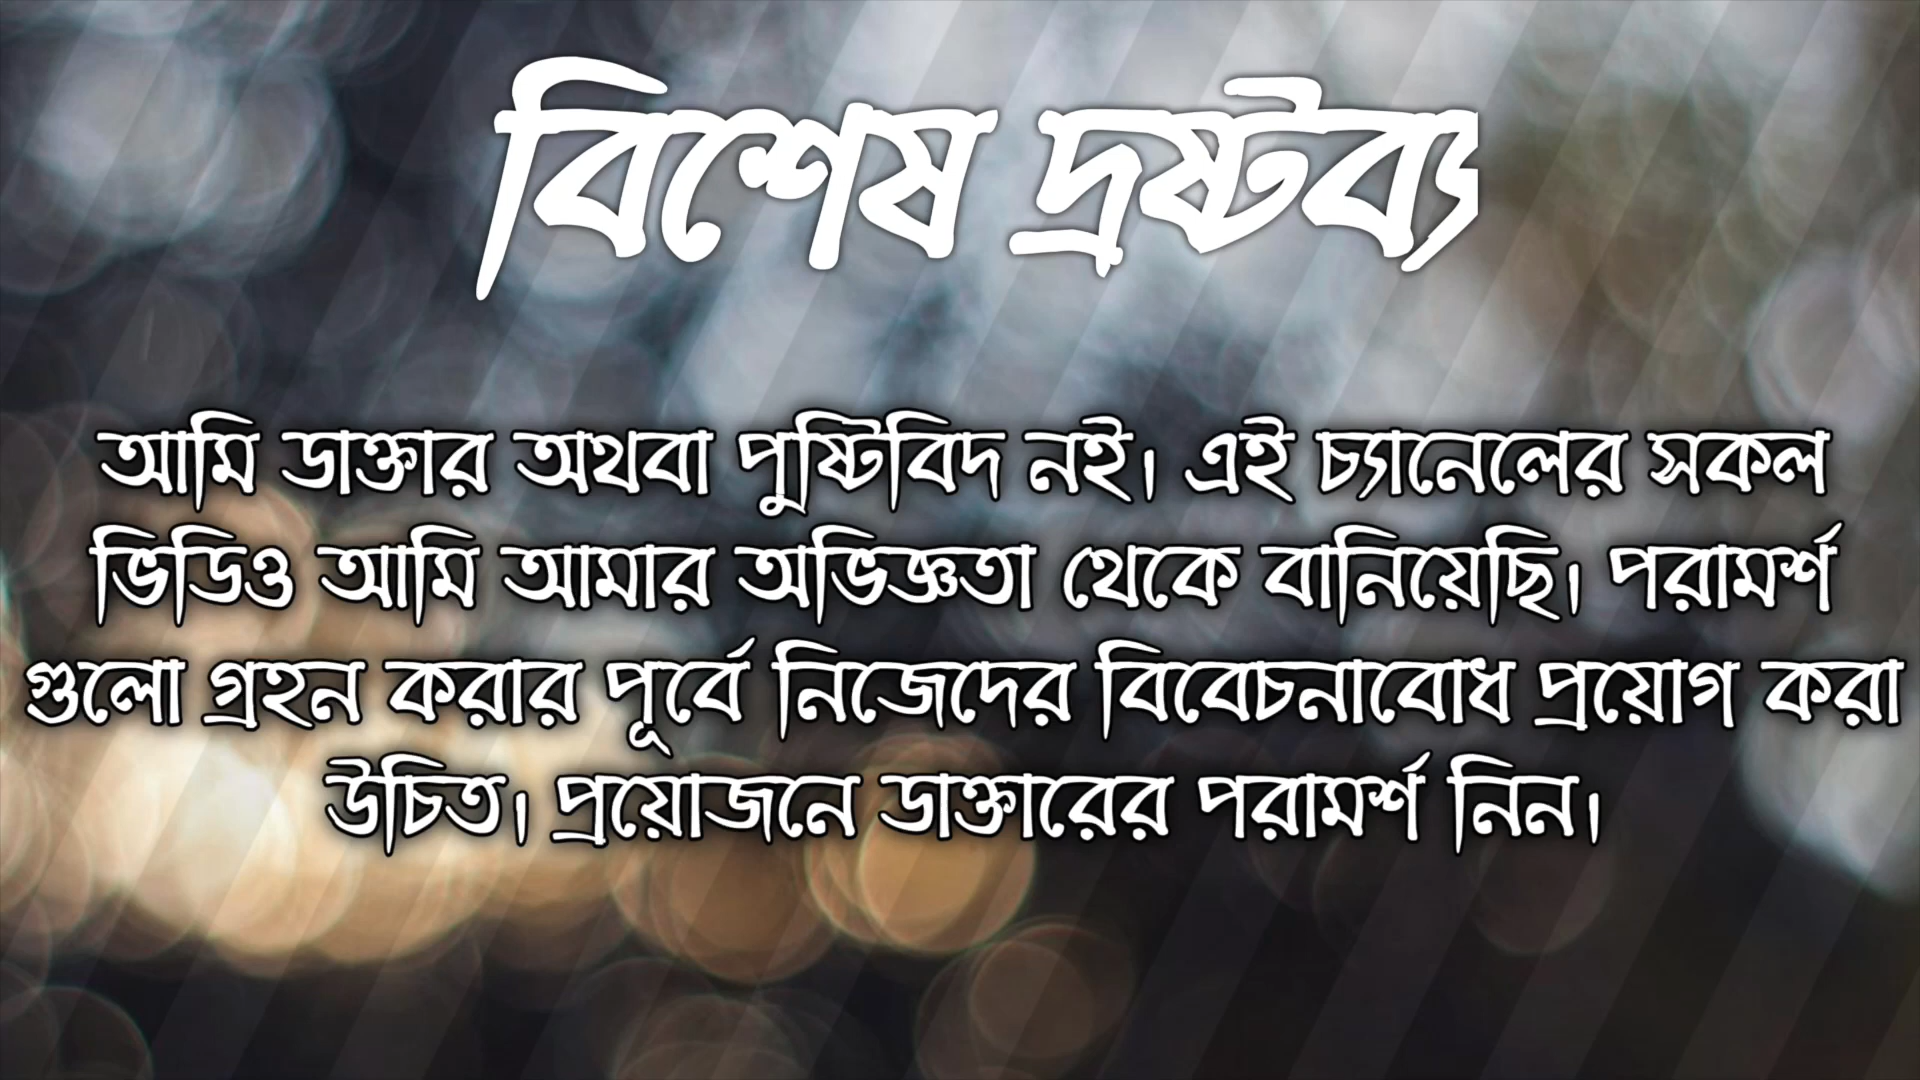 বিশেষ দ্রষ্টব্য
আমি ডাক্তার অথবা পুষ্টিবিদ নই। এই চ্যানেলের সকল
ভিডিও আমি আমার অভিজ্ঞতা থেকে বানিয়েছি। পরামর্শ
গুলো গ্রহন করার পূর্বে নিজেদের বিবেচনাবোধ প্রয়োগ করা
উচিত। প্রয়োজনে ডাক্তারের পরামর্শ নিন।